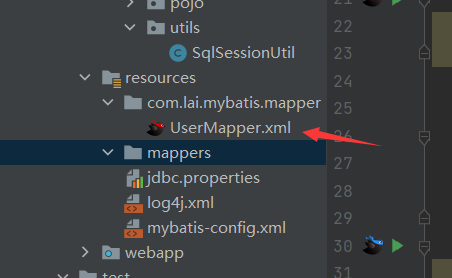 pojo
utils
SqlSessionUtil
resources
com.lai.mybatis.mapper
UserMapper.xml
mappers
jdbc.properties
log4j.xml
mybatis-config.xml
webapp
test
21
22
23
24
25
26
27
28
29
30
31